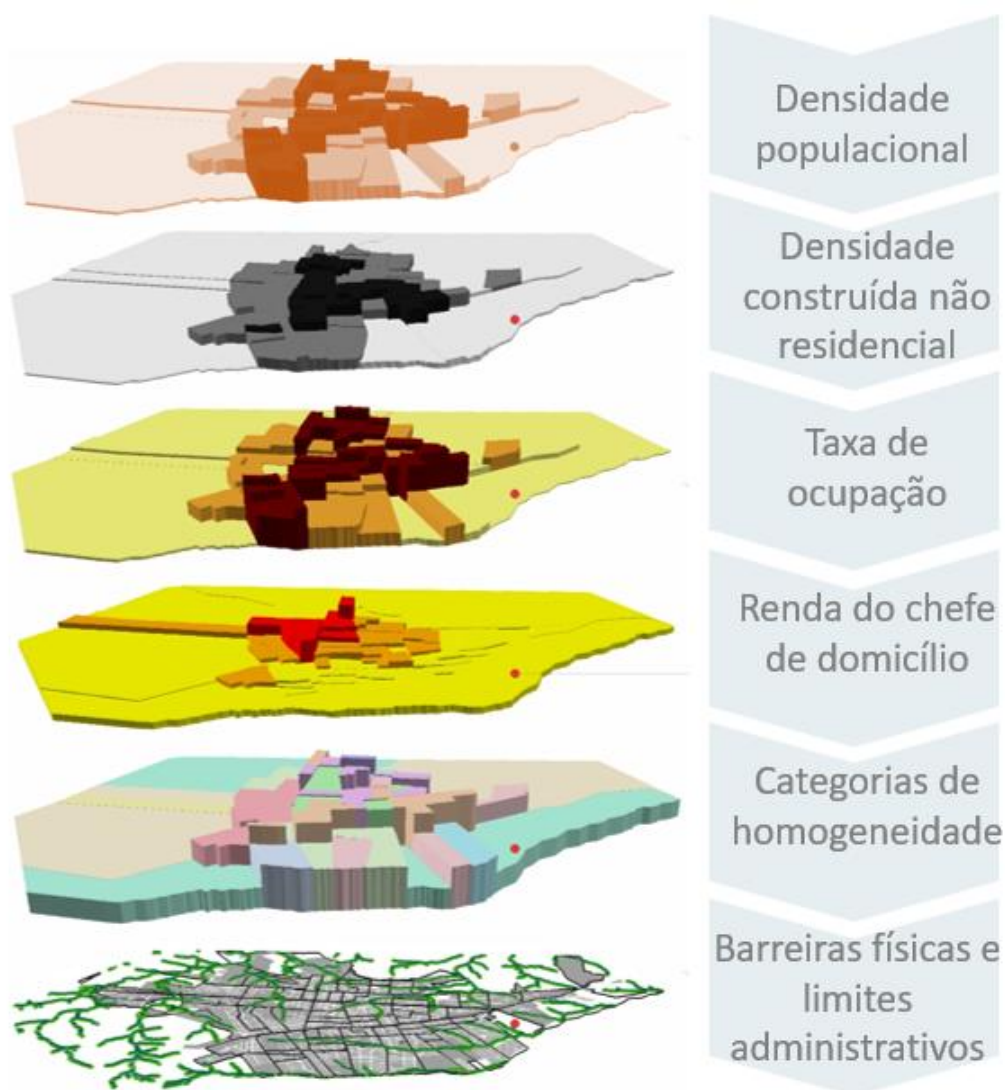 Densidade
populacional
Densidade
construída não
residencial
Taxa de
ocupação
Renda do chefe
de domicílio
Categorias de
homogeneidade
Barreiras físicas e
limites
administrativos